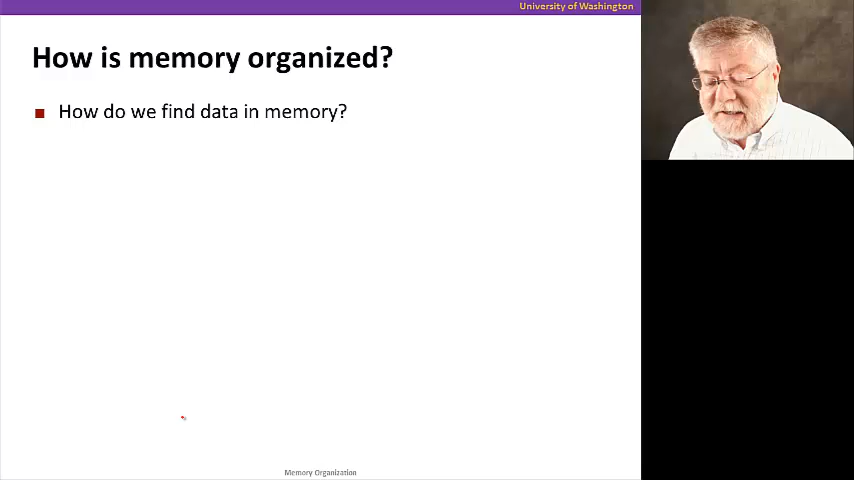 University of Washington
How is memory organized?
How do we find data in memory?
Memory Organization